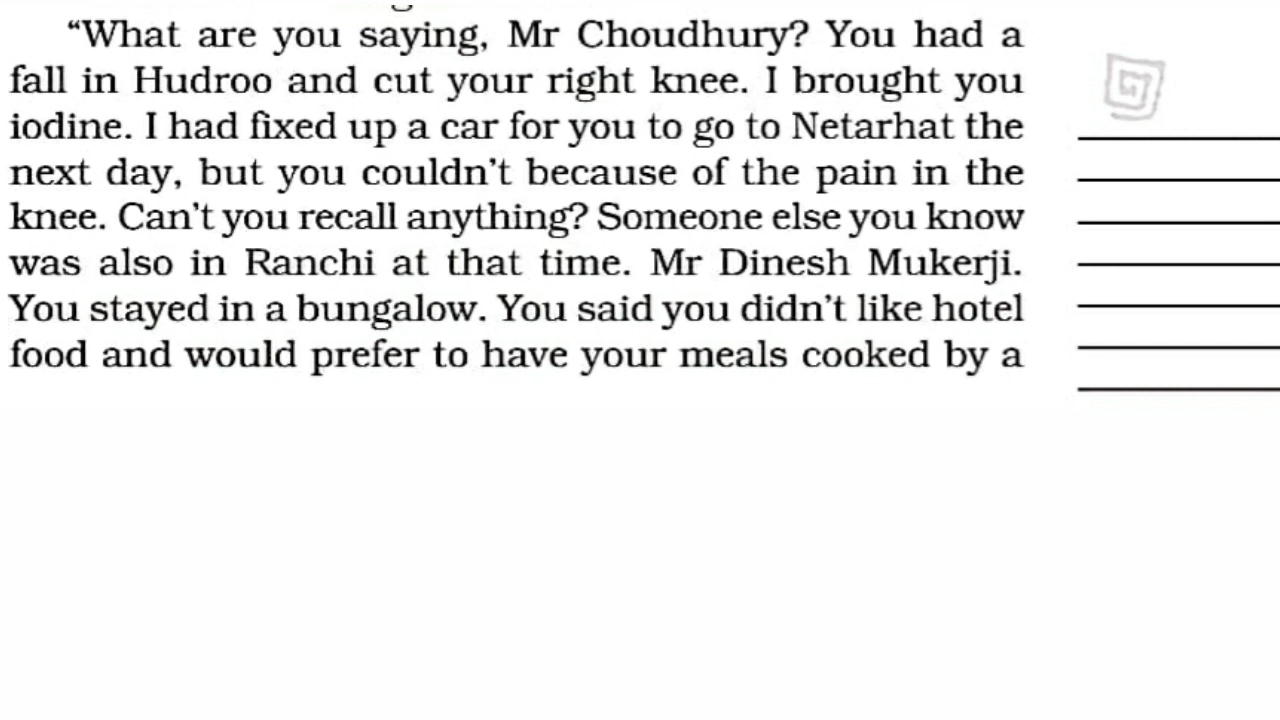 “What are you saying, Mr Choudhury? You had a
fall in Hudroo and cut your right knee. I brought you
iodine. I had fixed up a car for you to go to Netarhat the
next day, but you couldn’t because of the pain in the
knee. Can’t you recall anything? Someone else you know
was also in Ranchi at that time. Mr Dinesh Mukerji.
You stayed in a bungalow. You said you didn’t like hotel
food and would prefer to have your meals cooked by a